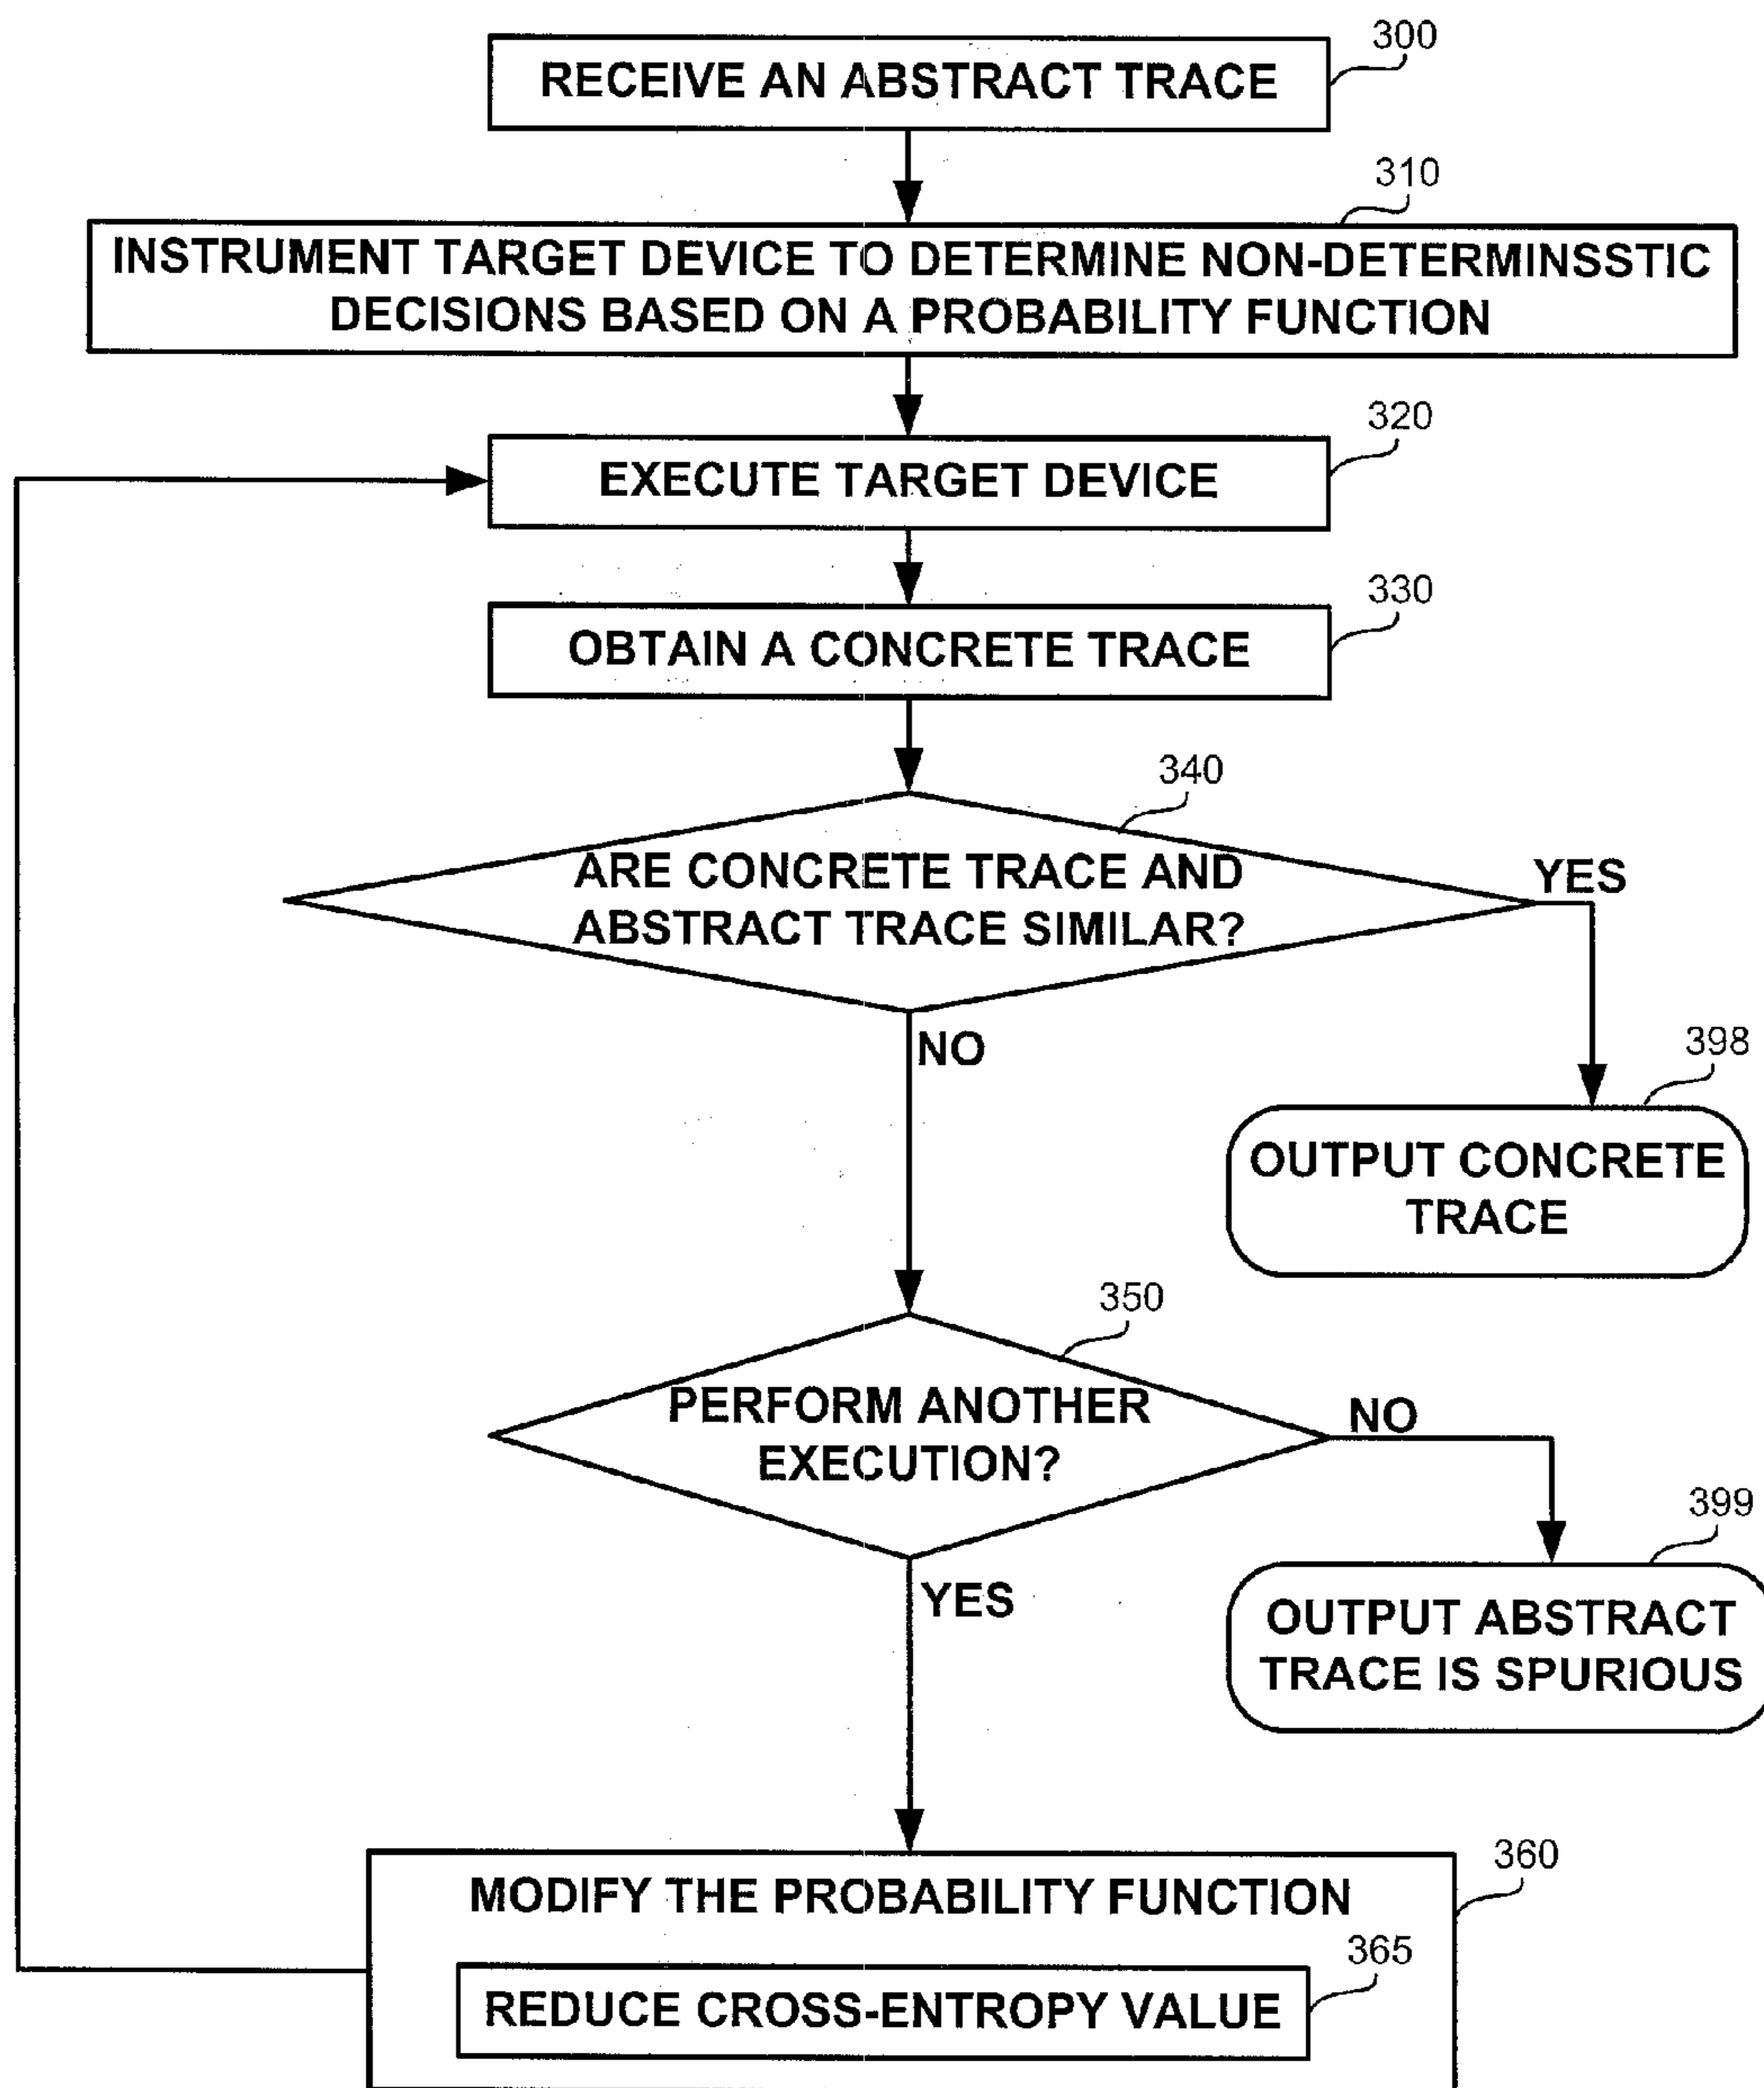 300
RECEIVE AN ABSTRACT TRACE
310
INSTRUMENT TARGET DEVICE TO DETERMINE NON-DETERMINSSTIC
DECISIONS BASED ON A PROBABILITY FUNCTION
320
EXECUTE TARGET DEVICE
330
OBTAIN A CONCRETE TRACE
340
ARE CONCRETE TRACE AND
ABSTRACT TRACE SIMILAR?
YES
NO
398
OUTPUT CONCRETE
TRACE
350
PERFORM ANOTHER
EXECUTION?
NO
YES
399
OUTPUT ABSTRACT
TRACE IS SPURIOUS
360
MODIFY THE PROBABILITY FUNCTION
365
REDUCE CROSS-ENTROPY VALUE